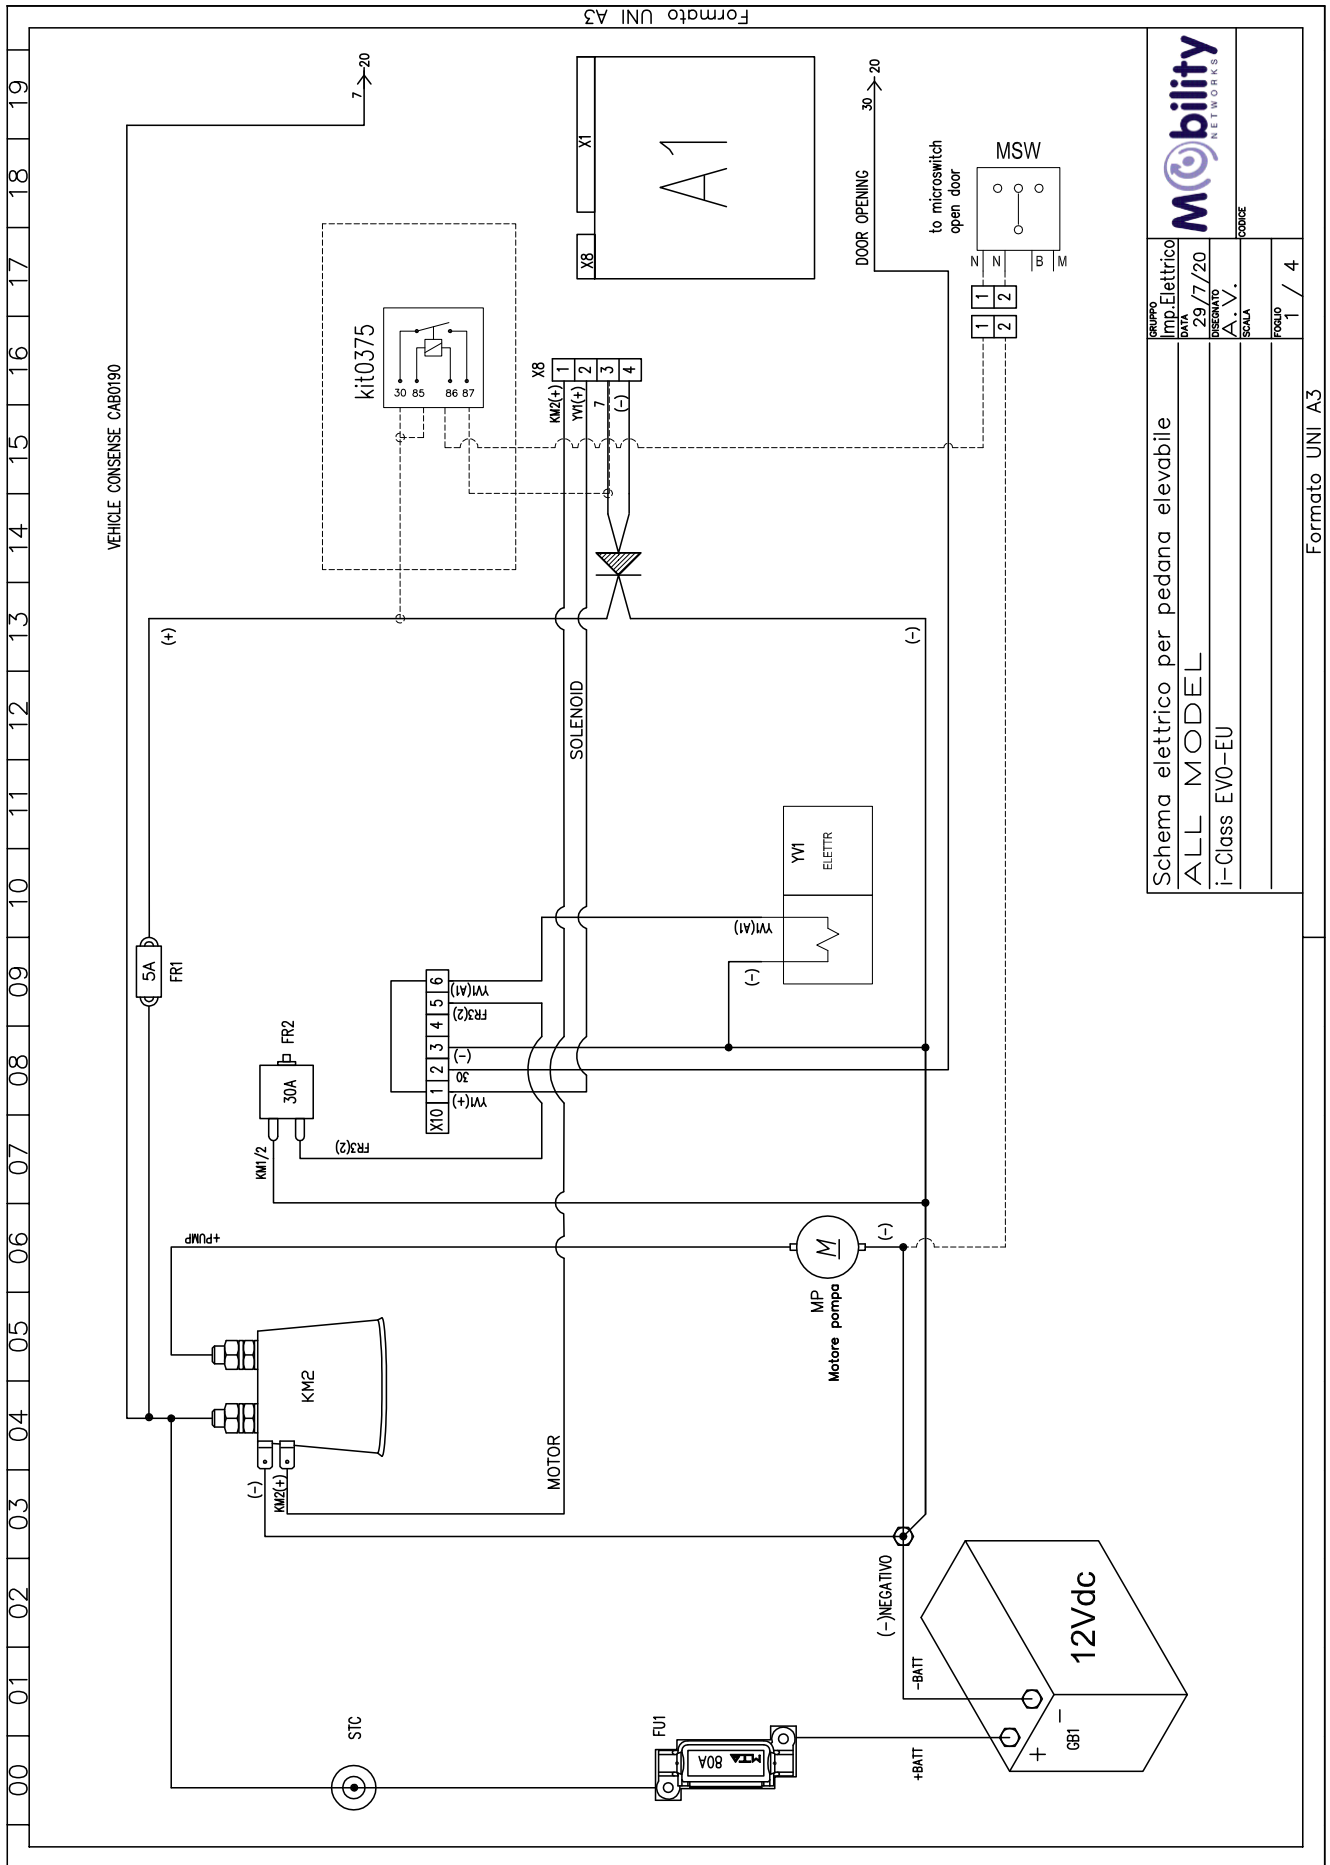 Formato UNI A3
00 01 02 03 04 05 06 07 08 09 10 11 12 13 14 15 16 17 18 19
VEHICLE CONSENSE CAB0190
7
20
(+)
5A
FR1
kit0375
30 85 86 87
X1
X8
A1
DOOR OPENING
30
20
to microswitch
open door
MSW
N
N
B
M
1
2
1
2
X8
1
2
3
4
KM2(+)
YV1(+)
7
(-)
(-)
SOLENOID
FR2
30A
KM1/2
FR3(2)
X10 1 2 3 4 5 6
YV1(+)
30
(-)
FR3(2)
YV1(A1)
YV1(A1)
(-)
YV1
ELETTR
+PUMP
KM2
(-)
KM2(+)
MOTOR
M
MP
Motore pompa
(-)
(-)NEGATIVO
STC
FU1
80A
MTA
+BATT
-BATT
12Vdc
GB1
+
-
Schema elettrico per pedana elevabile
ALL MODEL
i-Class EVO-EU
GRUPPO
Imp.Elettrico
DATA
29/7/20
DISEGNATO
A.V.
SCALA
FOGLIO
1 / 4
CODICE
Mobility
NETWORKS
Formato UNI A3